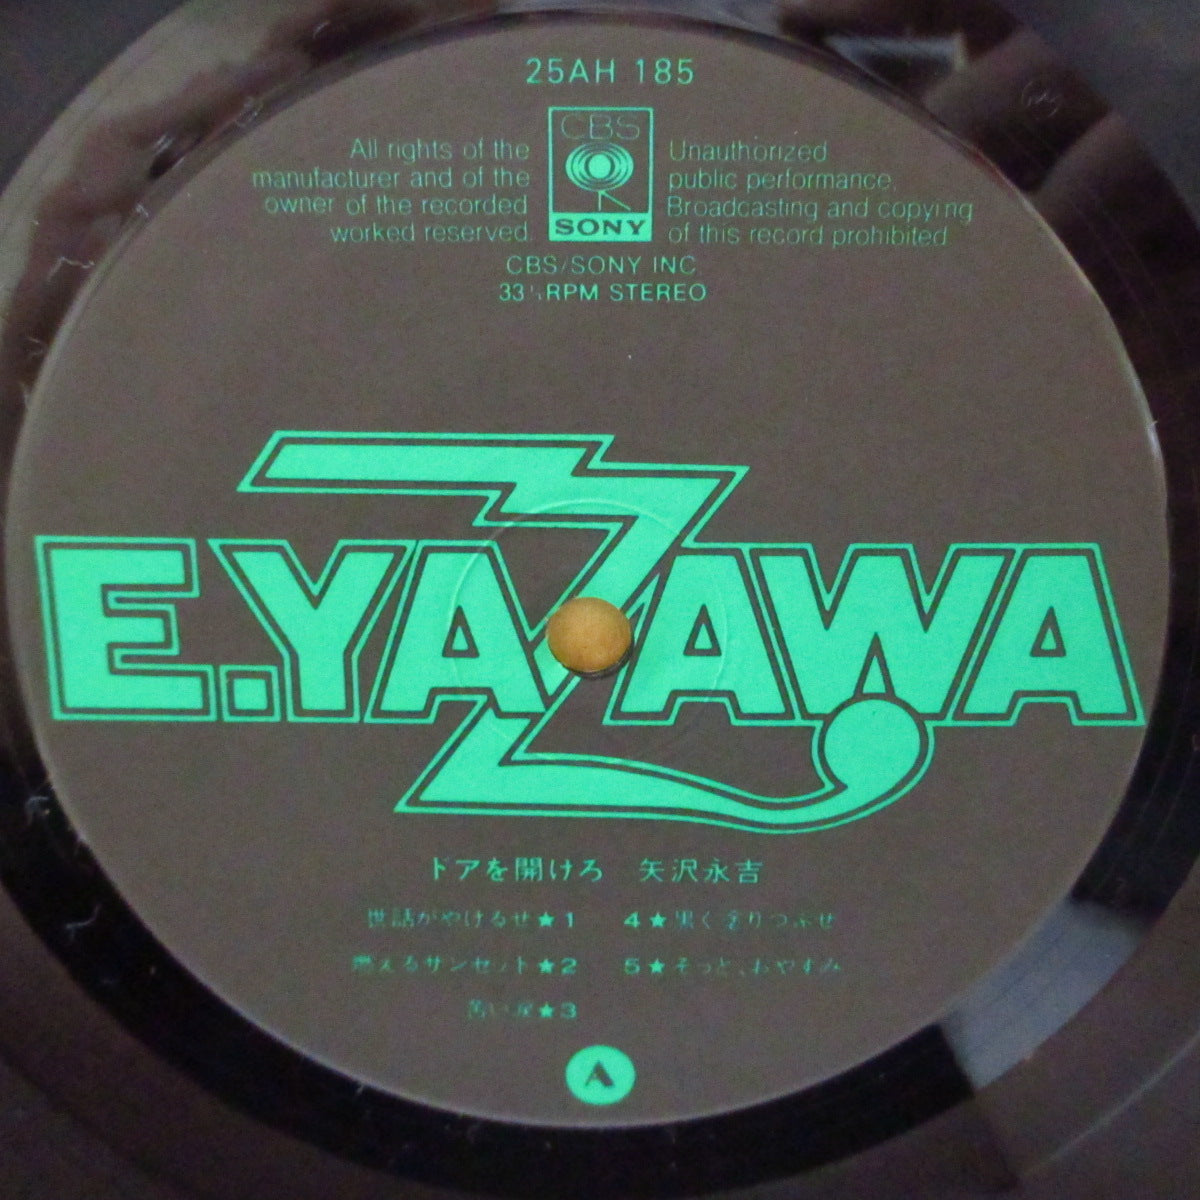 25AH 185
CBS
SONY
All rights of the
manufacturer and of the
owner of the recorded
worked reserved.
Unauthorized
public performance.
Broadcasting and copying
of this record prohibited
CBS/SONY INC
33⅓RPM STEREO
E.YAZAWA
ドアを開けろ 矢沢永吉
世話がやけるぜ★1
燃えるサンセット★2
苦い涙★3
4★黒く塗りつぶせ
5★そっと、おやすみ
A